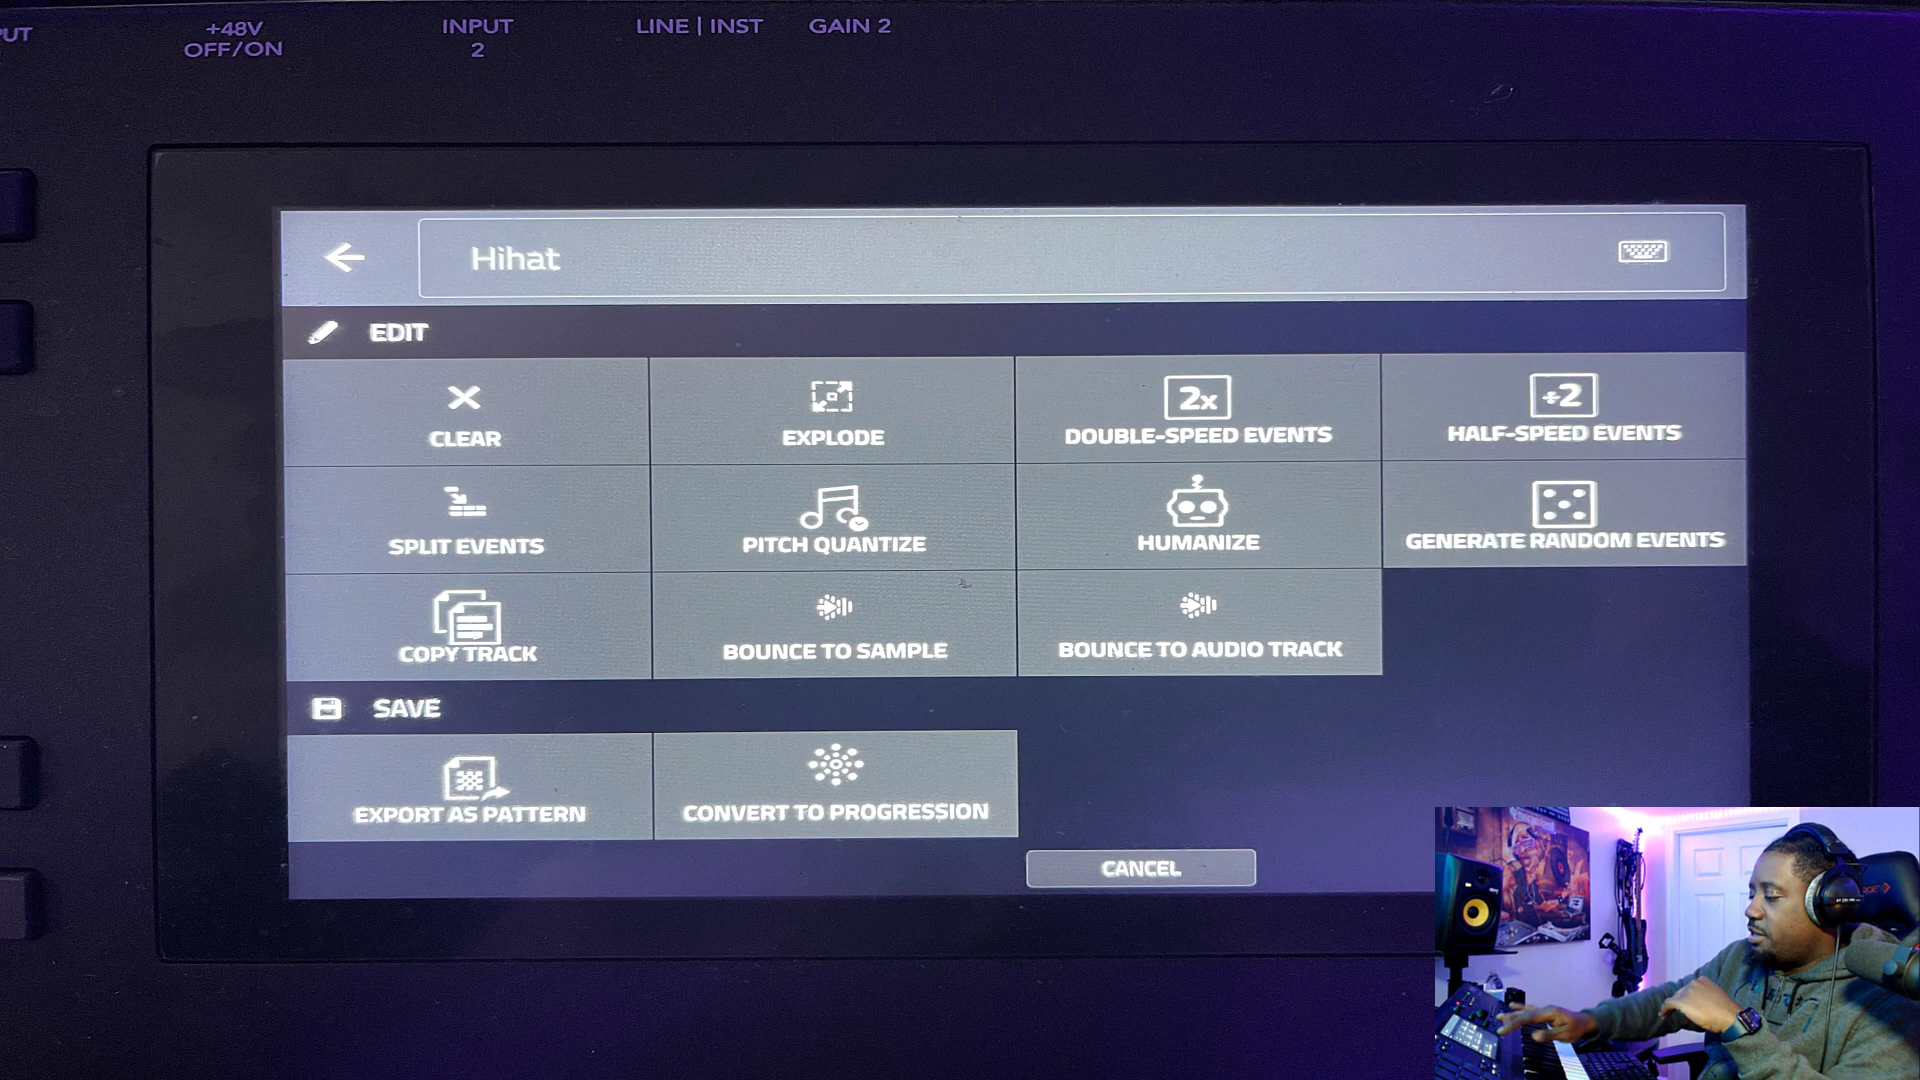 +48V
OFF/ON
INPUT
2
LINE | INST
GAIN 2
Hihat
EDIT
CLEAR
EXPLODE
2x
DOUBLE-SPEED EVENTS
÷2
HALF-SPEED EVENTS
SPLIT EVENTS
PITCH QUANTIZE
HUMANIZE
GENERATE RANDOM EVENTS
COPY TRACK
BOUNCE TO SAMPLE
BOUNCE TO AUDIO TRACK
SAVE
EXPORT AS PATTERN
CONVERT TO PROGRESSION
CANCEL